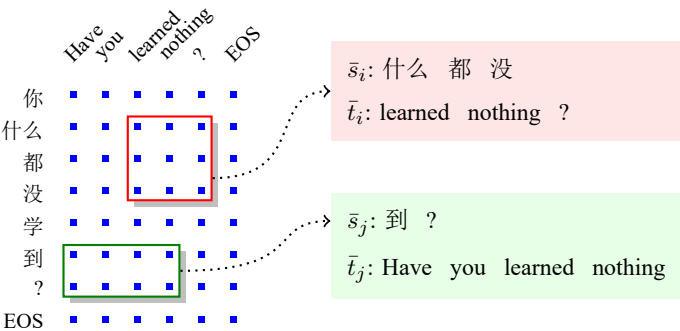 Have you learned nothing ? EOS
你
什么
都
没
学
到
?
EOS
s̄ᵢ: 什么 都 没
t̄ᵢ: learned nothing ?
s̄ⱼ: 到 ?
t̄ⱼ: Have you learned nothing